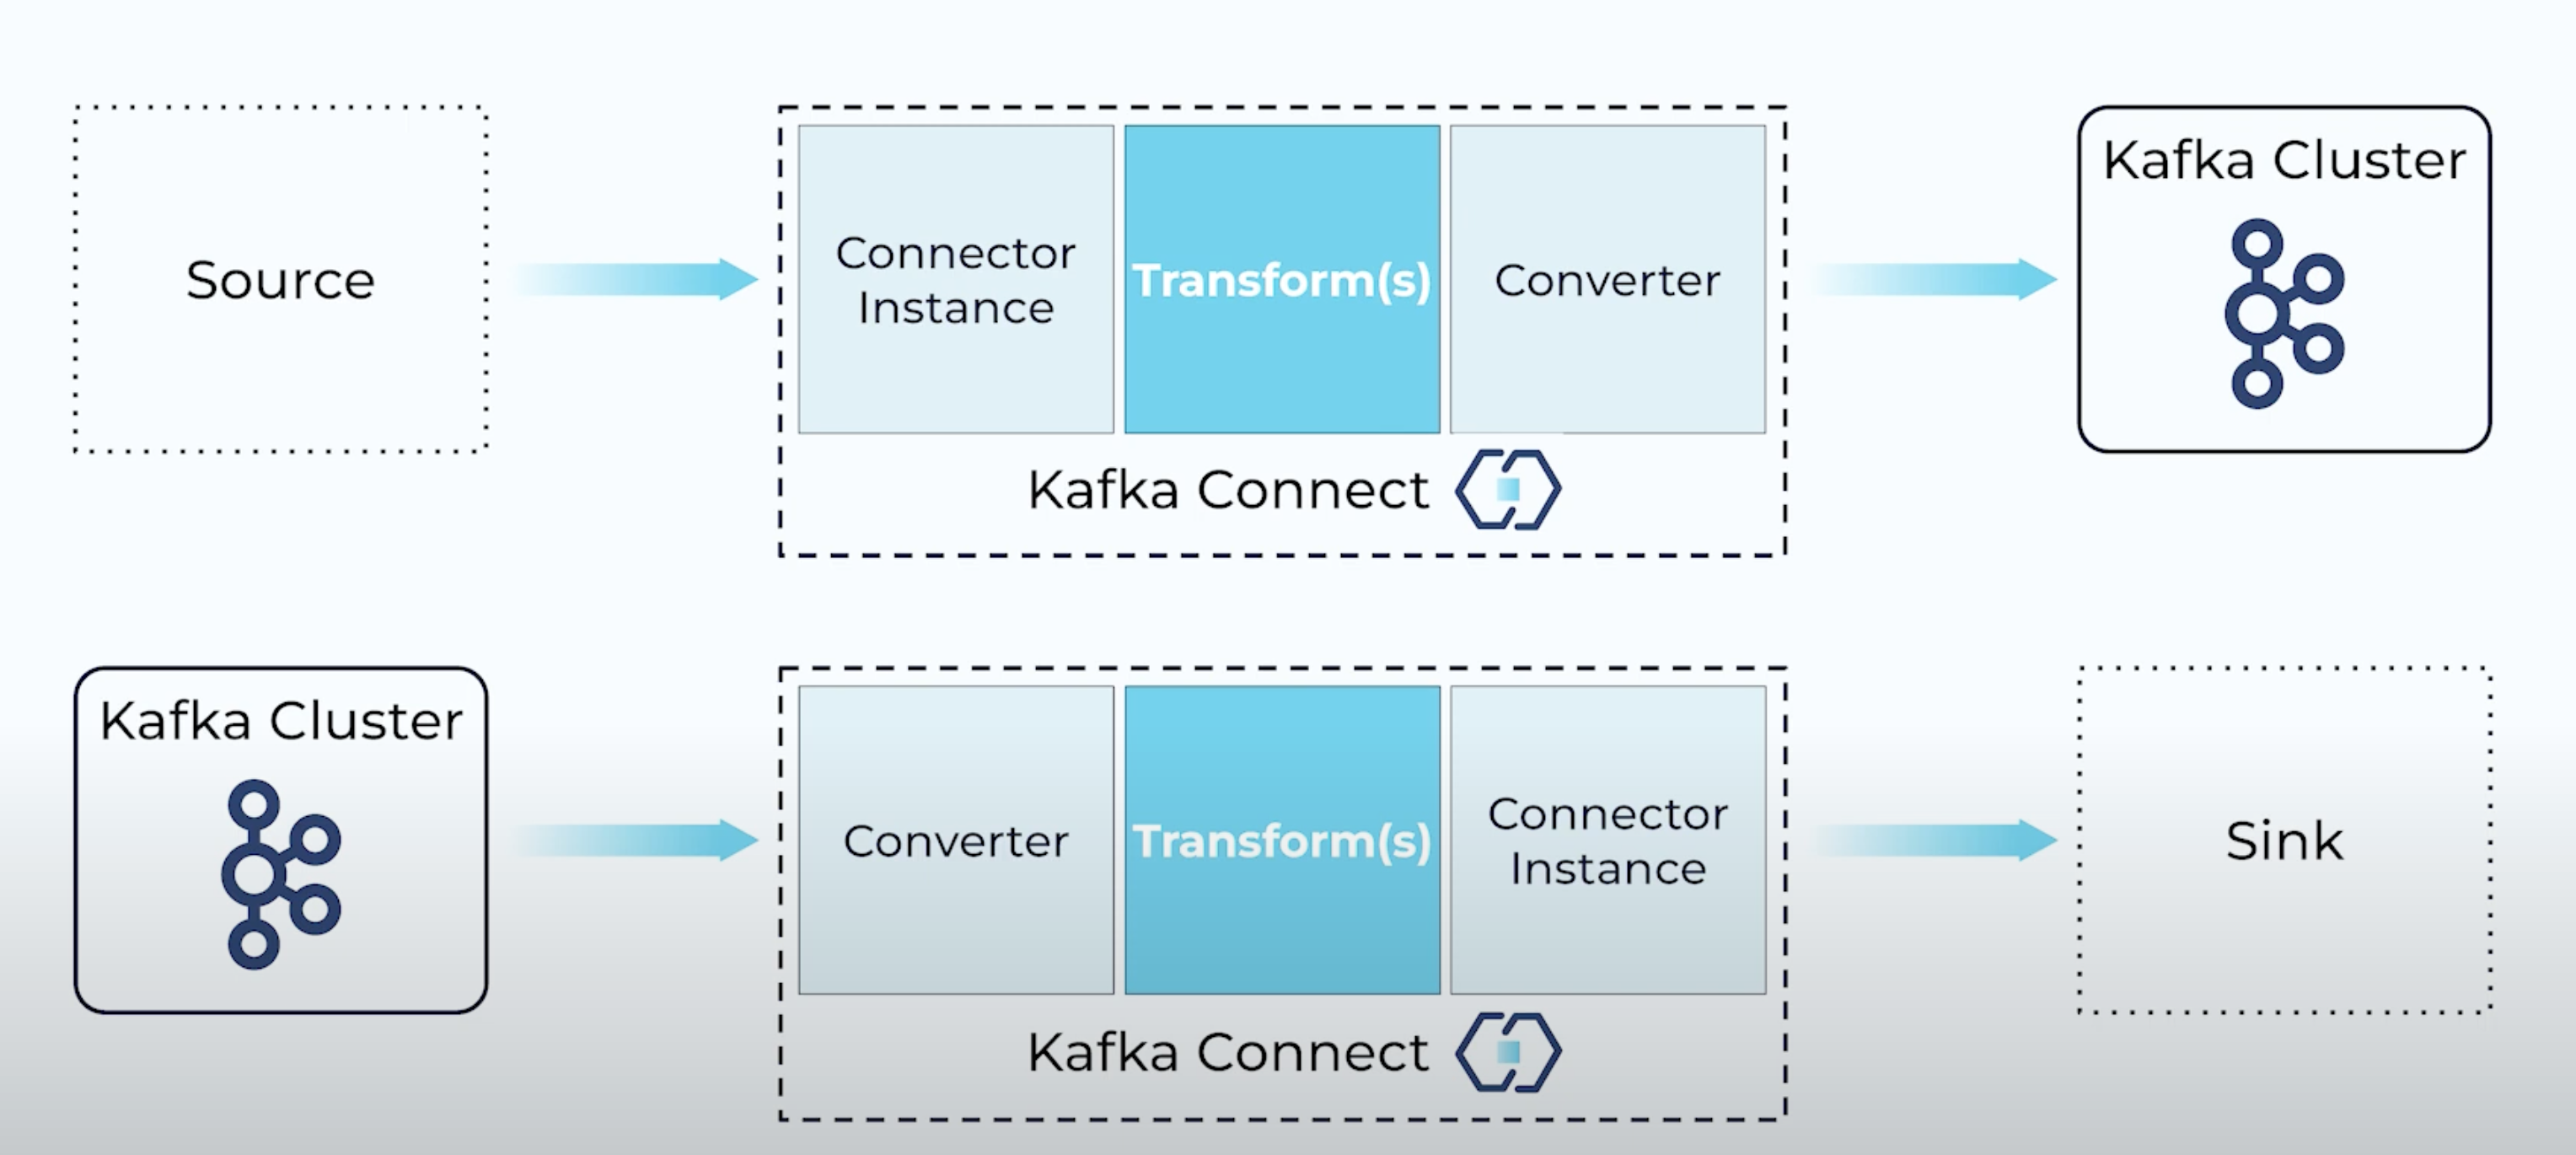 Source
Connector
Instance
Transform(s)
Converter
Kafka Connect
Kafka Cluster
Kafka Cluster
Converter
Transform(s)
Connector
Instance
Kafka Connect
Sink